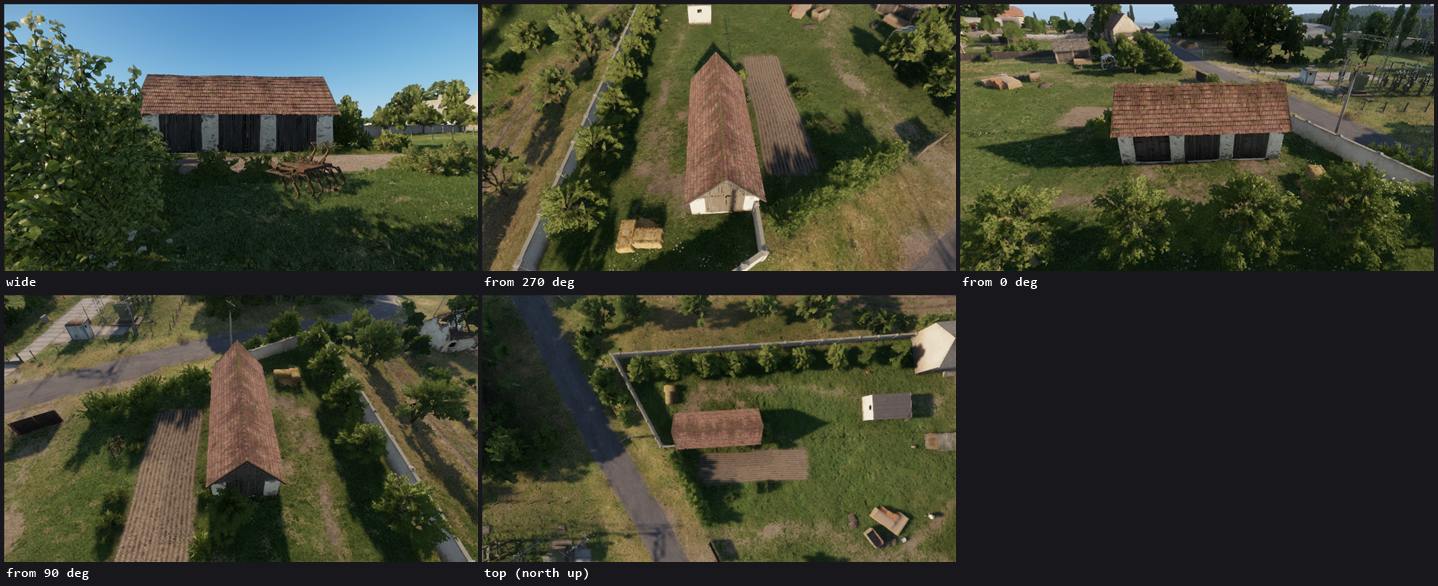 wide
from 270 deg
from 0 deg
from 90 deg
top (north up)